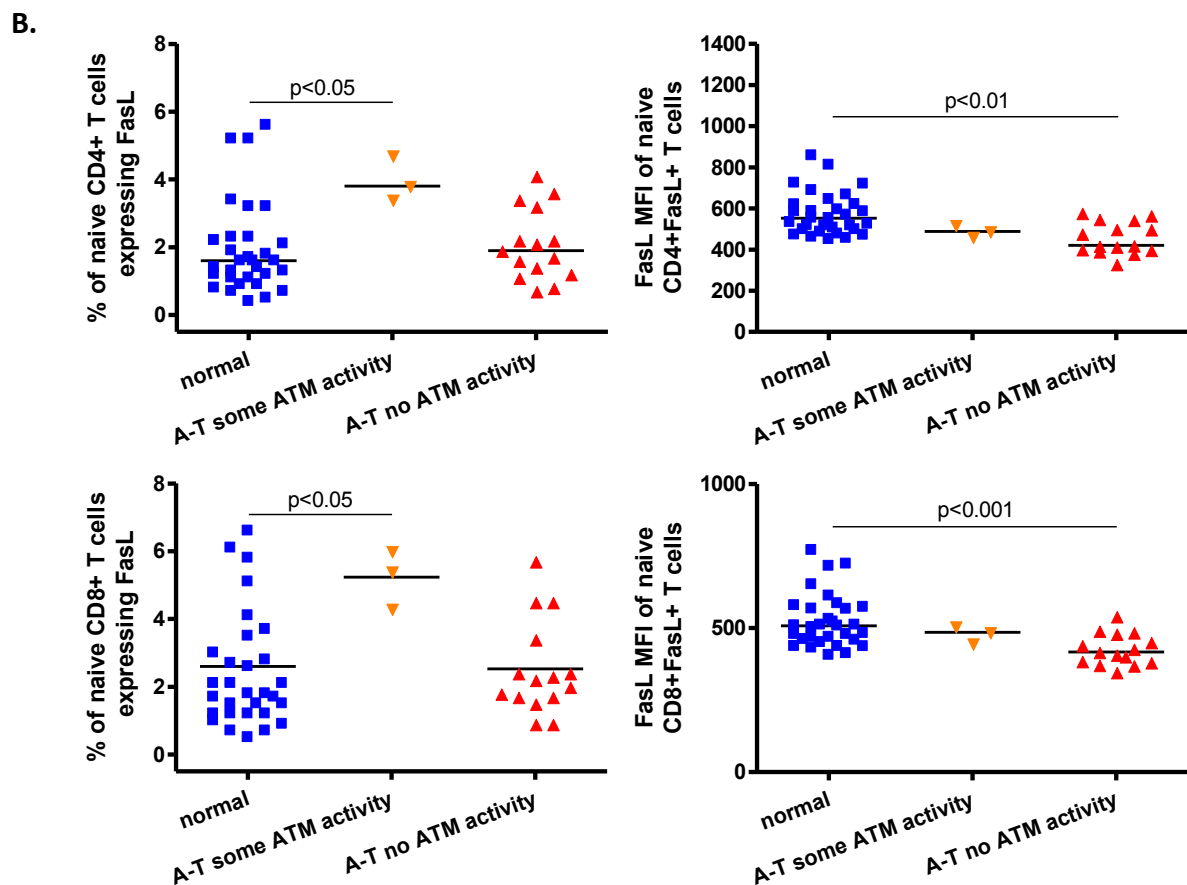 B.
% of naive CD4+ T cells
expressing FasL
8
6
4
2
0
p<0.05
normal
A-T some ATM activity
A-T no ATM activity
FasL MFI of naive
CD4+FasL+ T cells
1400
1200
1000
800
600
400
200
0
p<0.01
normal
A-T some ATM activity
A-T no ATM activity
% of naive CD8+ T cells
expressing FasL
8
6
4
2
0
p<0.05
normal
A-T some ATM activity
A-T no ATM activity
FasL MFI of naive
CD8+FasL+ T cells
1000
500
0
p<0.001
normal
A-T some ATM activity
A-T no ATM activity